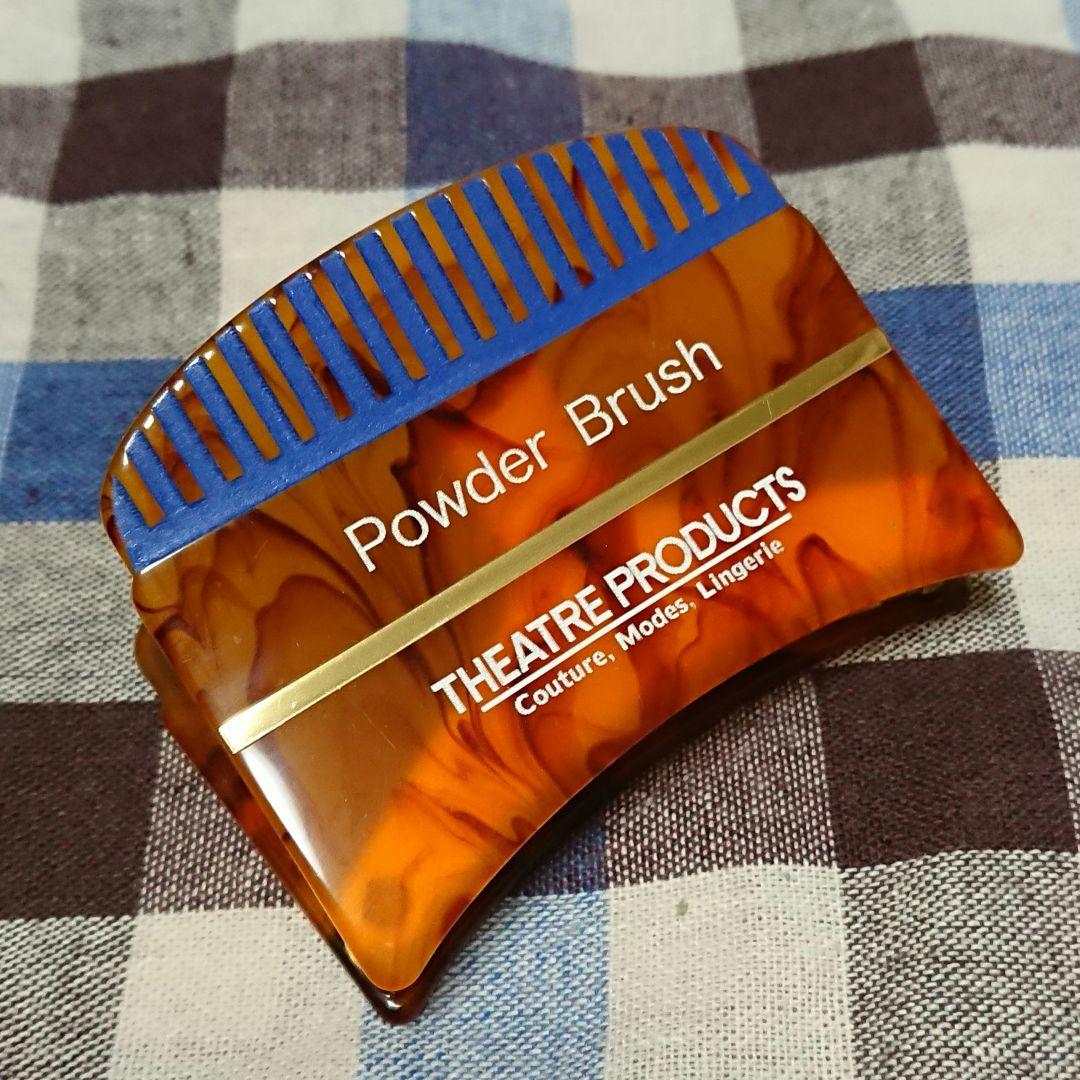 Powder Brush
THEATRE PRODUCTS
Couture, Modes, Lingerie